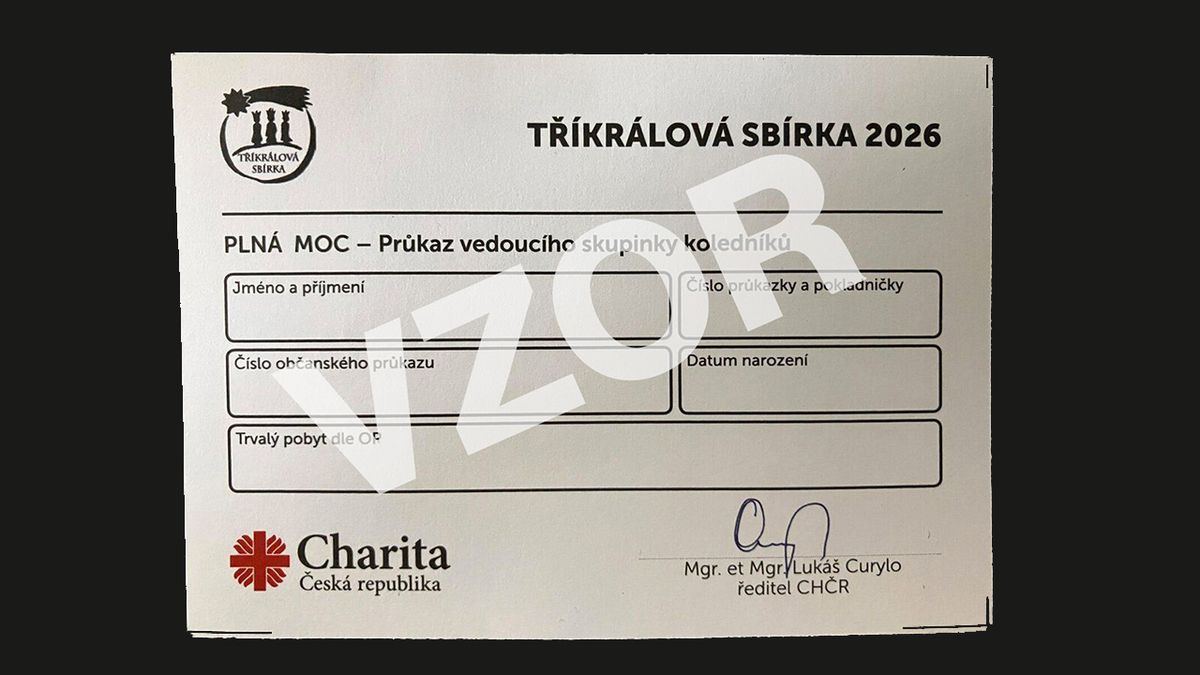 TŘÍKRÁLOVÁ
SBÍRKA
TŘÍKRÁLOVÁ SBÍRKA 2026
PLNÁ MOC – Průkaz vedoucího skupinky koledníků
Jméno a příjmení
Číslo průkazky a pokladničky
Číslo občanského průkazu
Datum narození
Trvalý pobyt dle OP
VZOR
Charita
Česká republika
Mgr. et Mgr. Lukáš Curylo
ředitel CHČR